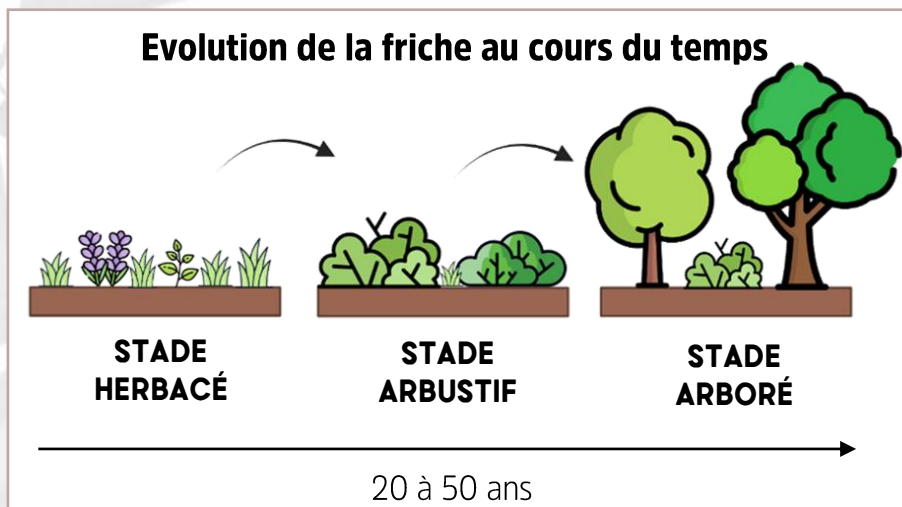 Evolution de la friche au cours du temps
STADE
HERBACÉ
STADE
ARBUSTIF
STADE
ARBORÉ
20 à 50 ans